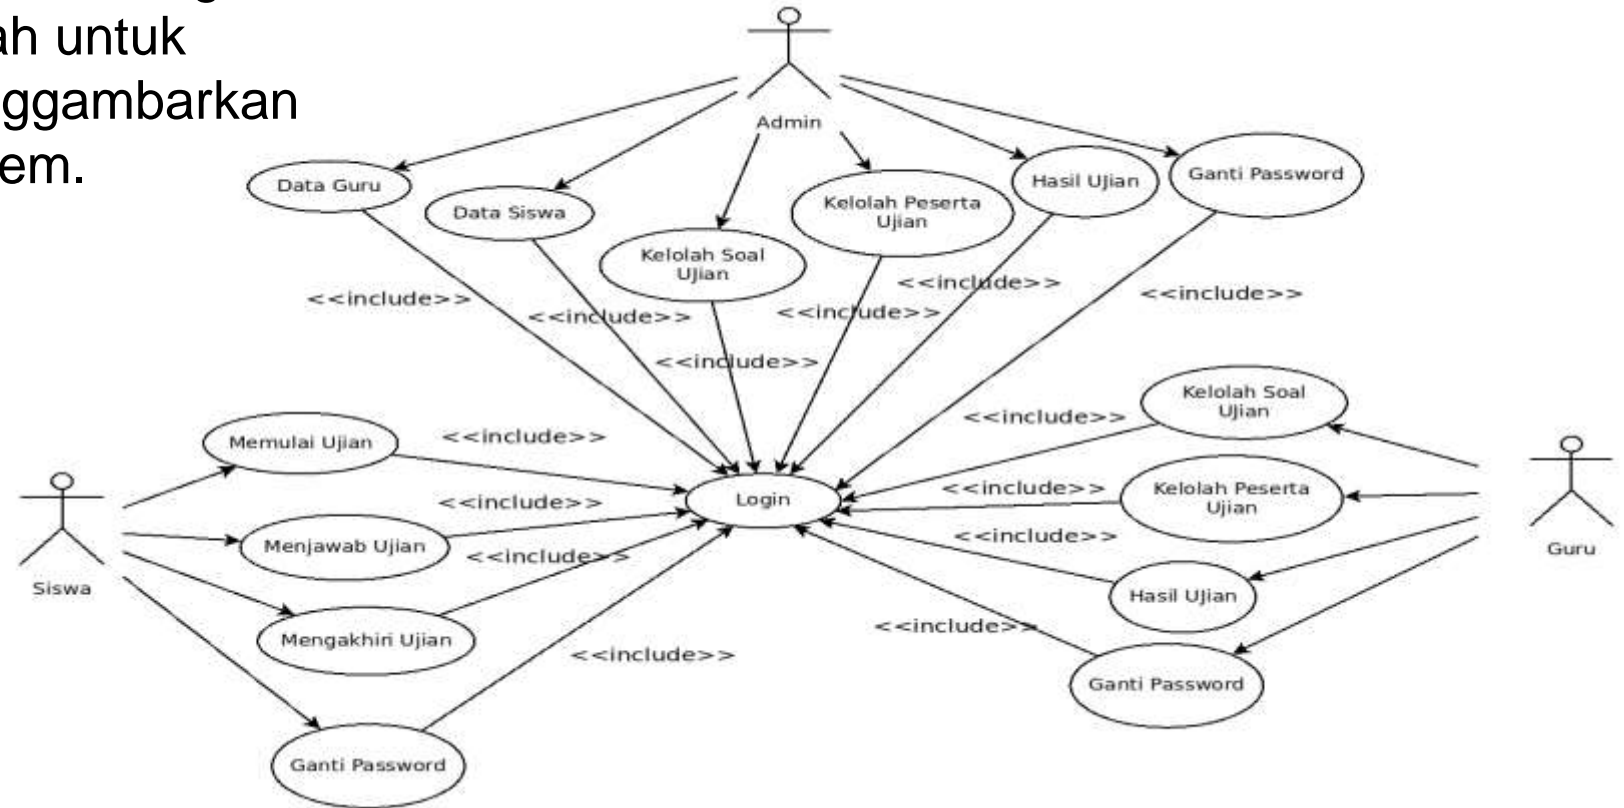 ah untuk
nggambarkan
em.
Admin
Data Guru
Data Siswa
Kelolah Soal
Ujian
Kelolah Peserta
Ujian
Hasil Ujian
Ganti Password
<<include>>
<<include>>
<<include>>
<<include>>
<<include>>
<<include>>
Siswa
Memulai Ujian
Menjawab Ujian
Mengakhiri Ujian
Ganti Password
<<include>>
<<include>>
<<include>>
<<include>>
Login
<<include>>
<<include>>
<<include>>
<<include>>
Kelolah Soal
Ujian
Kelolah Peserta
Ujian
Hasil Ujian
Ganti Password
Guru